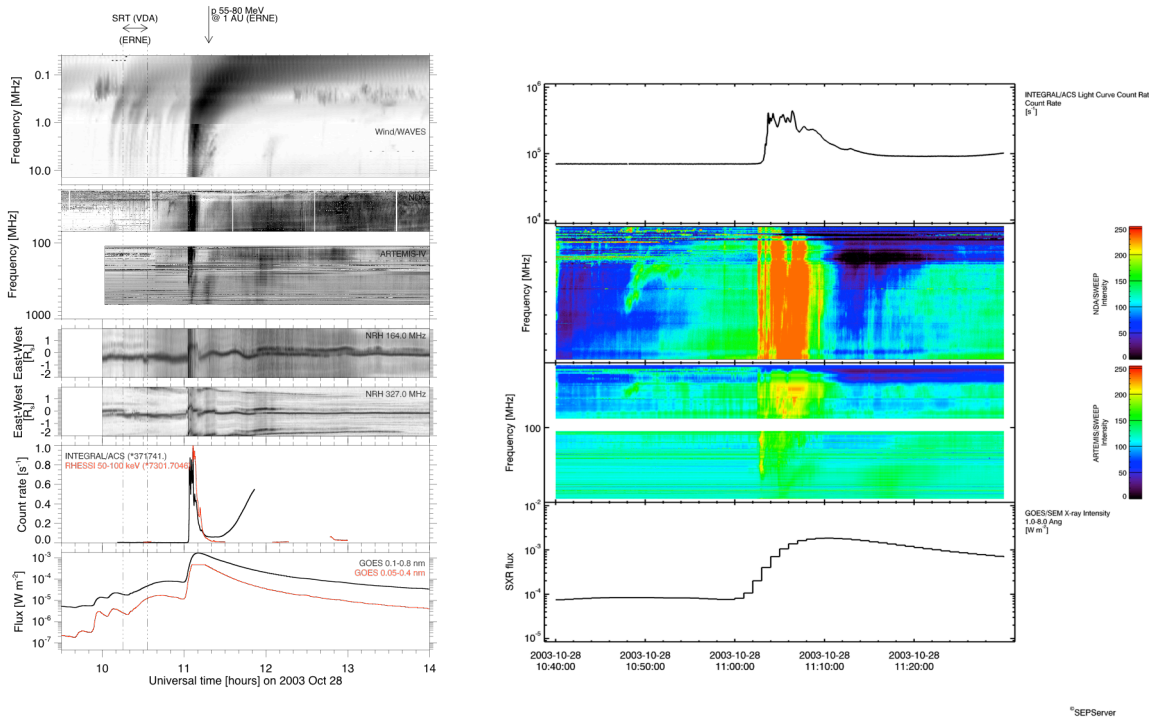 SRT (VDA)
(ERNE)
p 55-80 MeV
@ 1 AU (ERNE)
Frequency [MHz]
0.1
1.0
10.0
Wind/WAVES
NDA
Frequency [MHz]
100
1000
ARTEMIS-IV
East-West
[Rs]
1
0
-1
-2
NRH 164.0 MHz
East-West
[Rs]
1
0
-1
-2
NRH 327.0 MHz
Count rate [s-1]
1.0
0.8
0.6
0.4
0.2
0.0
INTEGRAL/ACS (*371741.)
RHESSI 50-100 keV (*7301.7046
Flux [W m-2]
10-3
10-4
10-5
10-6
10-7
GOES 0.1-0.8 nm
GOES 0.05-0.4 nm
10 11 12 13 14
Universal time [hours] on 2003 Oct 28
106
105
104
INTEGRAL/ACS Light Curve Count Rat
Count Rate
[s-1]
Frequency [MHz]
250
200
150
100
50
0
NDA/SWEEP
Intensity
Frequency [MHz]
100
250
200
150
100
50
0
ARTEMIS/SWEEP
Intensity
SXR flux
10-2
10-3
10-4
10-5
GOES/SEM X-ray Intensity
1.0-8.0 Ang
[W m-2]
2003-10-28 2003-10-28 2003-10-28 2003-10-28 2003-10-28
10:40:00 10:50:00 11:00:00 11:10:00 11:20:00
©SEPServer